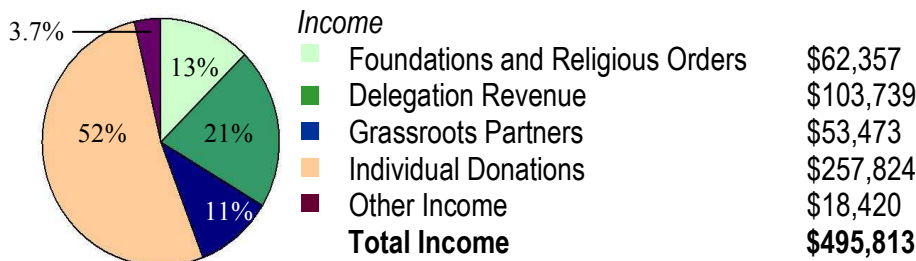 Income
3.7%
13%
21%
11%
52%
Foundations and Religious Orders $62,357
Delegation Revenue $103,739
Grassroots Partners $53,473
Individual Donations $257,824
Other Income $18,420
Total Income $495,813